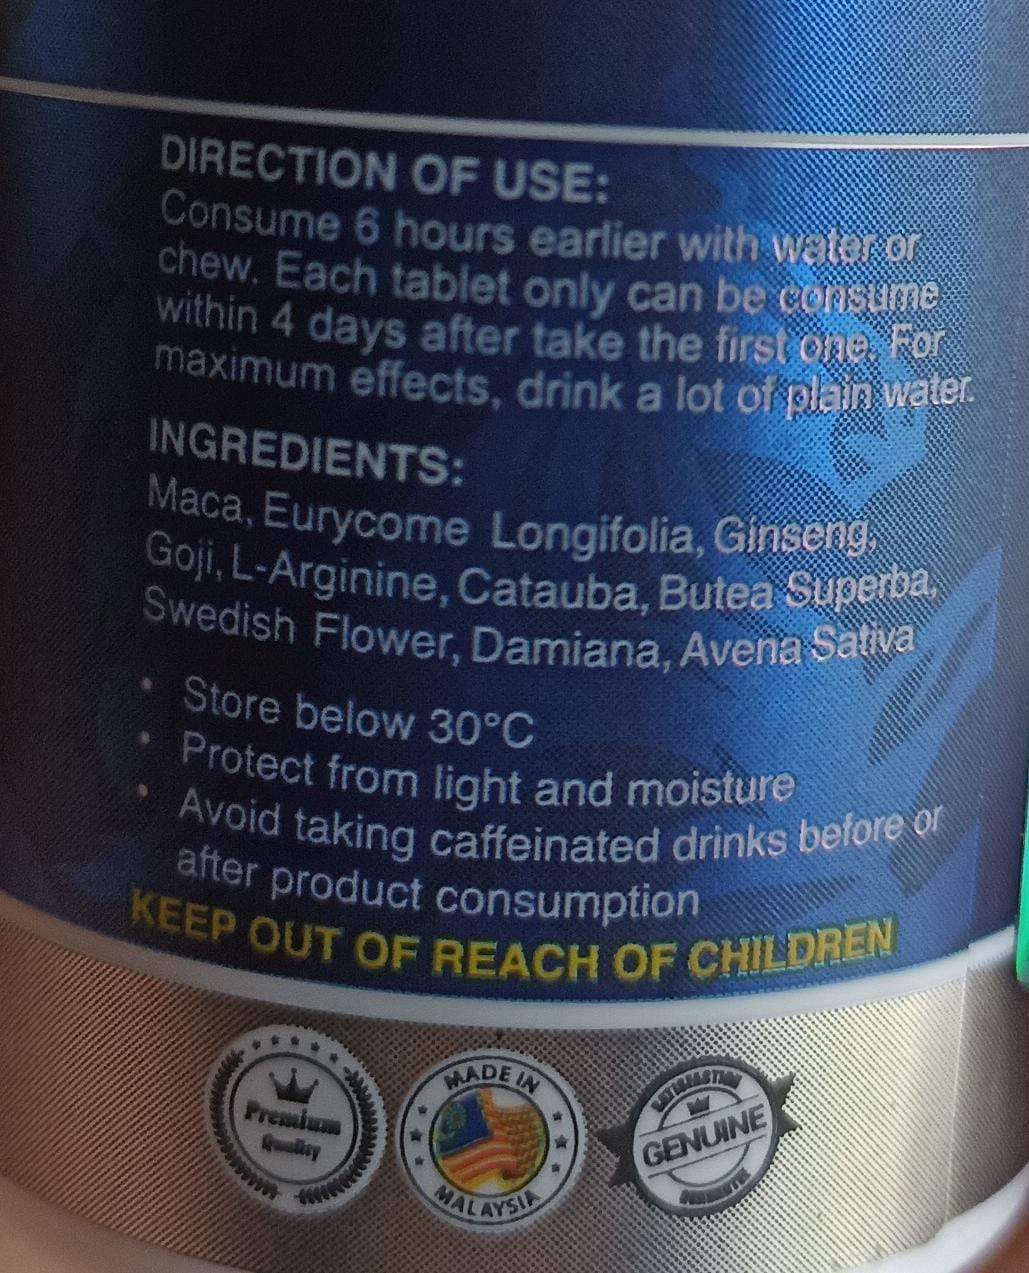 DIRECTION OF USE:
Consume 6 hours earlier with water or
chew. Each tablet only can be consume
within 4 days after take the first one. For
maximum effects, drink a lot of plain water.
INGREDIENTS:
Maca, Eurycome Longifolia, Ginseng,
Goji, L-Arginine, Catauba, Butea Superba,
Swedish Flower, Damiana, Avena Sativa
• Store below 30°C
• Protect from light and moisture
• Avoid taking caffeinated drinks before or
after product consumption
KEEP OUT OF REACH OF CHILDREN
Premium
Quality
MADE IN
MALAYSIA
SATISFACTION
GENUINE